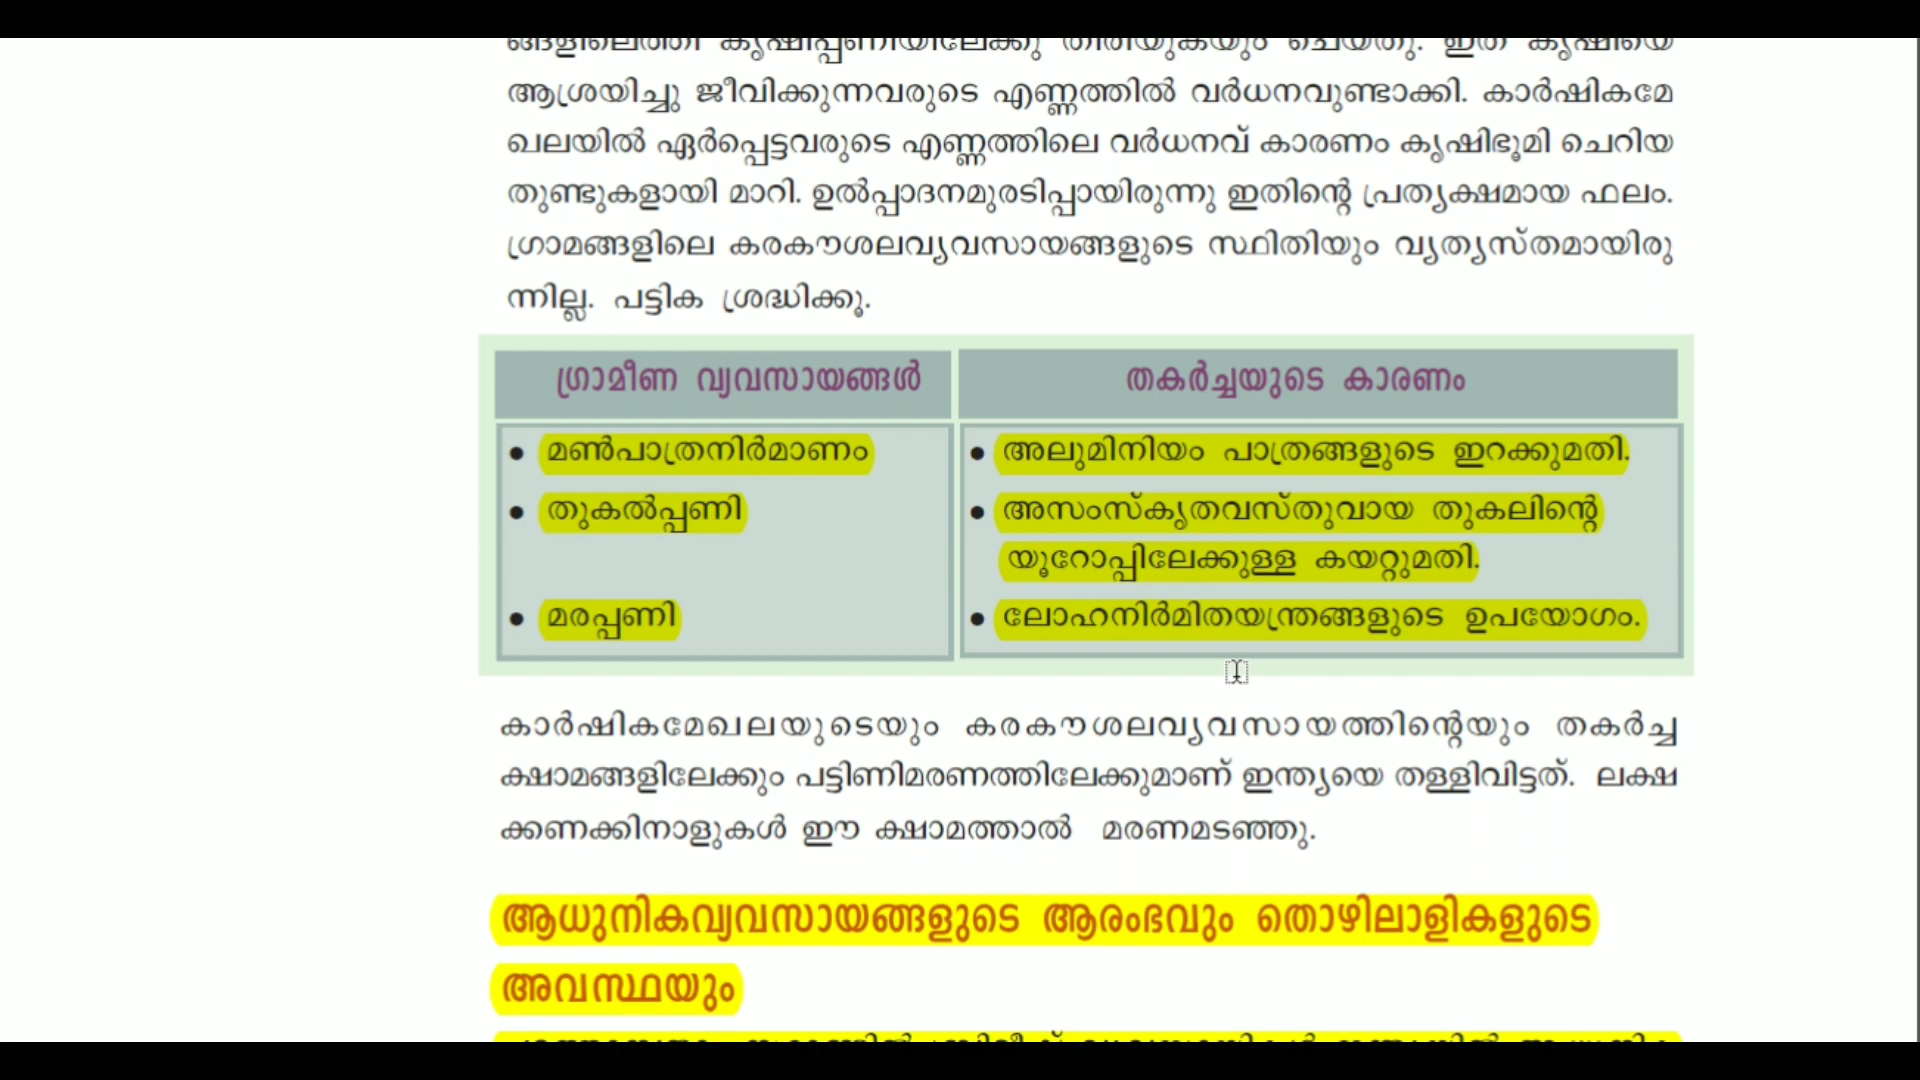 ങ്ങളിലെത്തി കൃഷിപ്പണിയിലേക്കു തിരിയുകയും ചെയ്തു. ഇത് കൃഷിയെ
ആശ്രയിച്ചു ജീവിക്കുന്നവരുടെ എണ്ണത്തിൽ വർധനവുണ്ടാക്കി. കാർഷികമേ
ഖലയിൽ ഏർപ്പെട്ടവരുടെ എണ്ണത്തിലെ വർധനവ് കാരണം കൃഷിഭൂമി ചെറിയ
തുണ്ടുകളായി മാറി. ഉൽപ്പാദനമുരടിപ്പായിരുന്നു ഇതിന്റെ പ്രത്യക്ഷമായ ഫലം.
ഗ്രാമങ്ങളിലെ കരകൗശലവ്യവസായങ്ങളുടെ സ്ഥിതിയും വ്യത്യസ്തമായിരു
ന്നില്ല. പട്ടിക ശ്രദ്ധിക്കൂ.
ഗ്രാമീണ വ്യവസായങ്ങൾ തകർച്ചയുടെ കാരണം
• മൺപാത്രനിർമാണം • അലുമിനിയം പാത്രങ്ങളുടെ ഇറക്കുമതി.
• തുകൽപ്പണി • അസംസ്കൃതവസ്തുവായ തുകലിന്റെ
യൂറോപ്പിലേക്കുള്ള കയറ്റുമതി.
• മരപ്പണി • ലോഹനിർമിതയന്ത്രങ്ങളുടെ ഉപയോഗം.
കാർഷികമേഖലയുടെയും കരകൗശലവ്യവസായത്തിന്റെയും തകർച്ച
ക്ഷാമങ്ങളിലേക്കും പട്ടിണിമരണത്തിലേക്കുമാണ് ഇന്ത്യയെ തള്ളിവിട്ടത്. ലക്ഷ
ക്കണക്കിനാളുകൾ ഈ ക്ഷാമത്താൽ മരണമടഞ്ഞു.
ആധുനികവ്യവസായങ്ങളുടെ ആരംഭവും തൊഴിലാളികളുടെ
അവസ്ഥയും